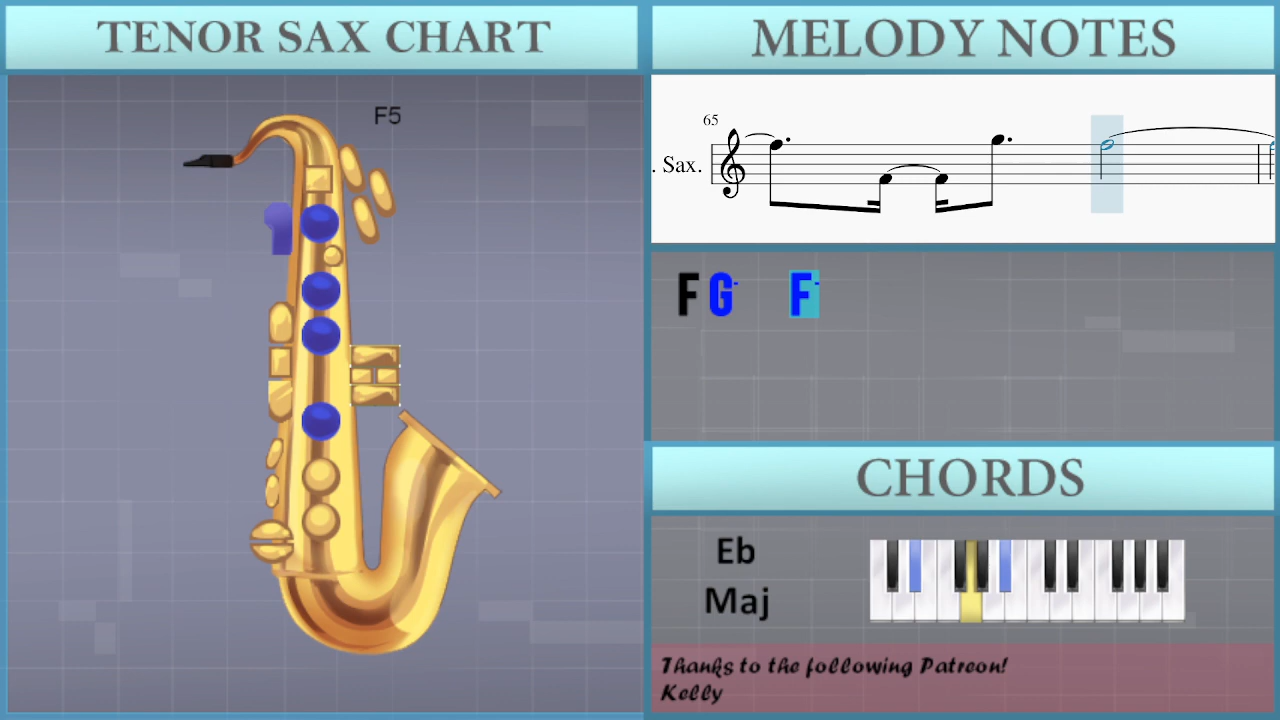 TENOR SAX CHART
F5
MELODY NOTES
65
. Sax.
F G F
CHORDS
Eb
Maj
Thanks to the following Patreon!
Kelly